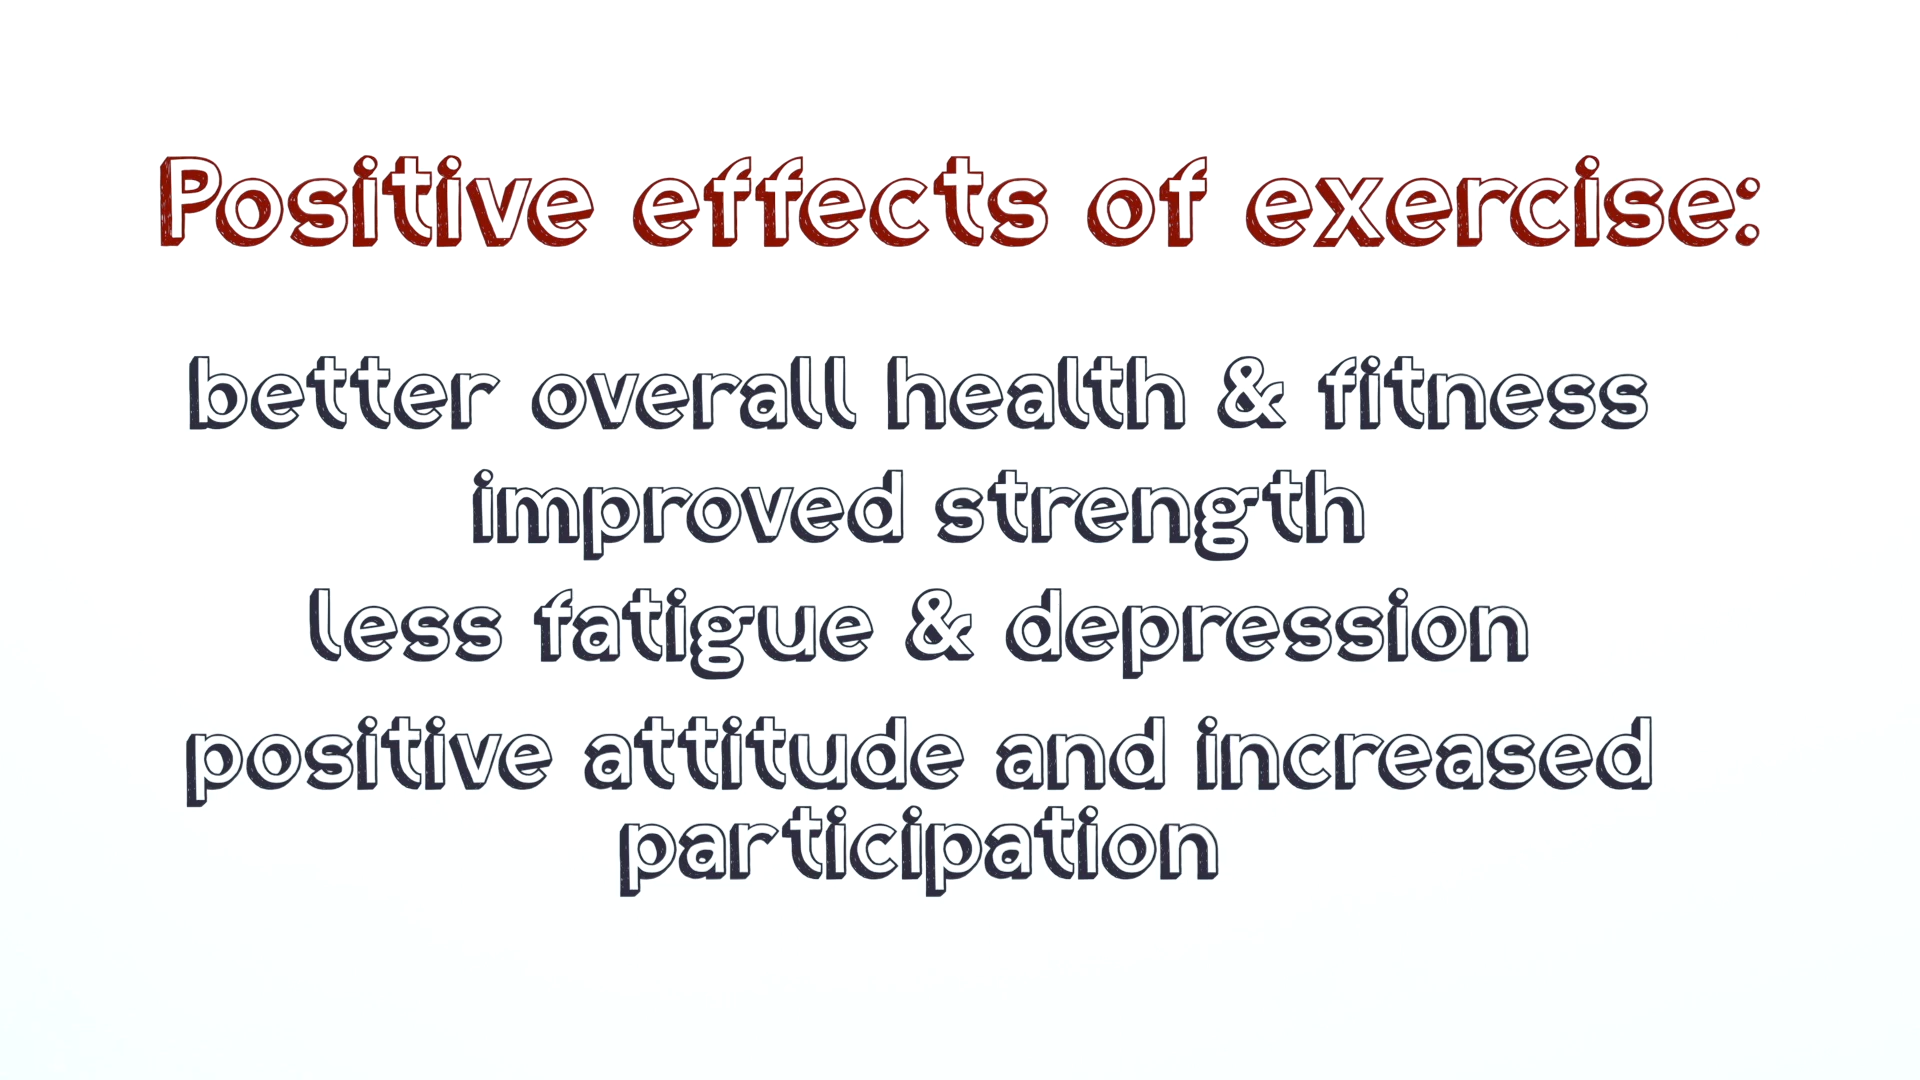 Positive effects of exercise:
better overall health & fitness
improved strength
less fatigue & depression
positive attitude and increased
participation